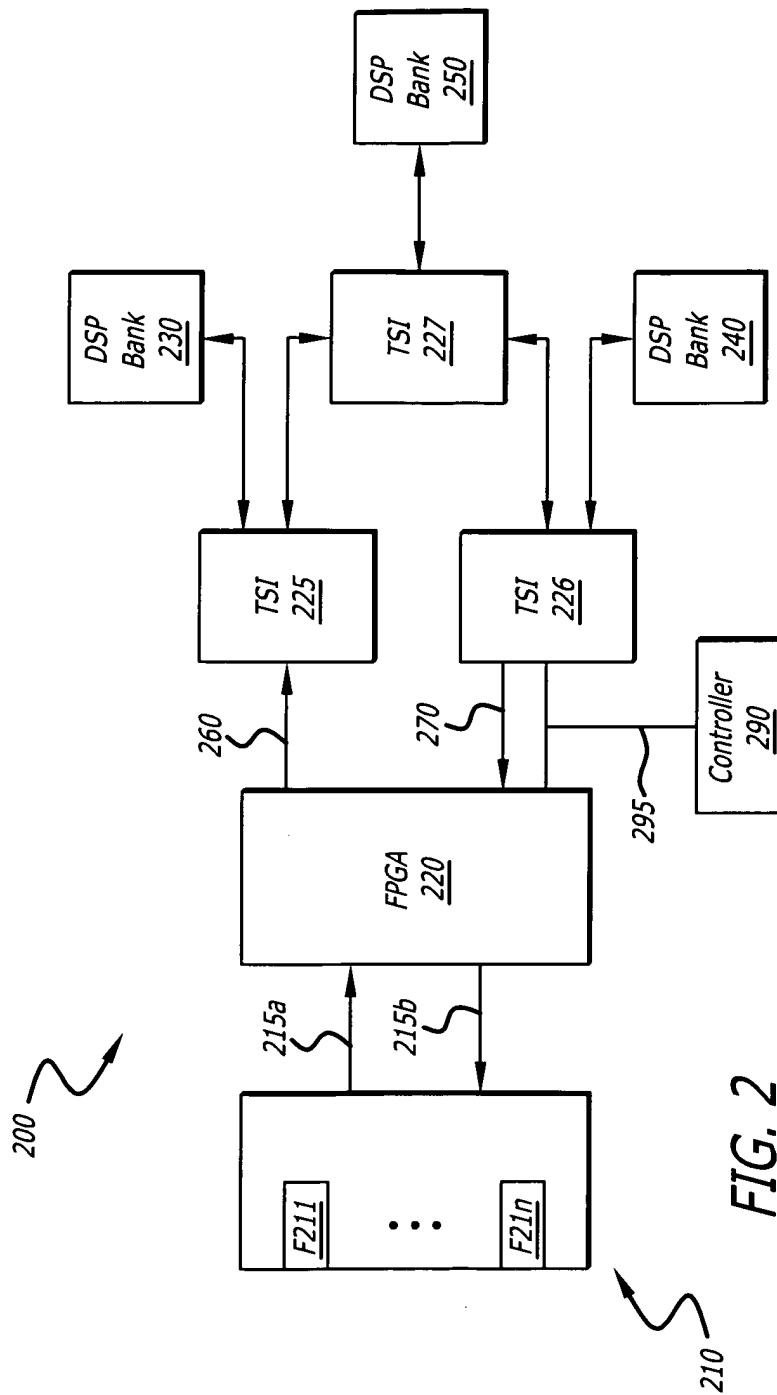 200
210
F211
F21n
215a
215b
FPGA
220
260
270
295
Controller
290
TSI
225
TSI
226
TSI
227
DSP
Bank
230
DSP
Bank
240
DSP
Bank
250
FIG. 2